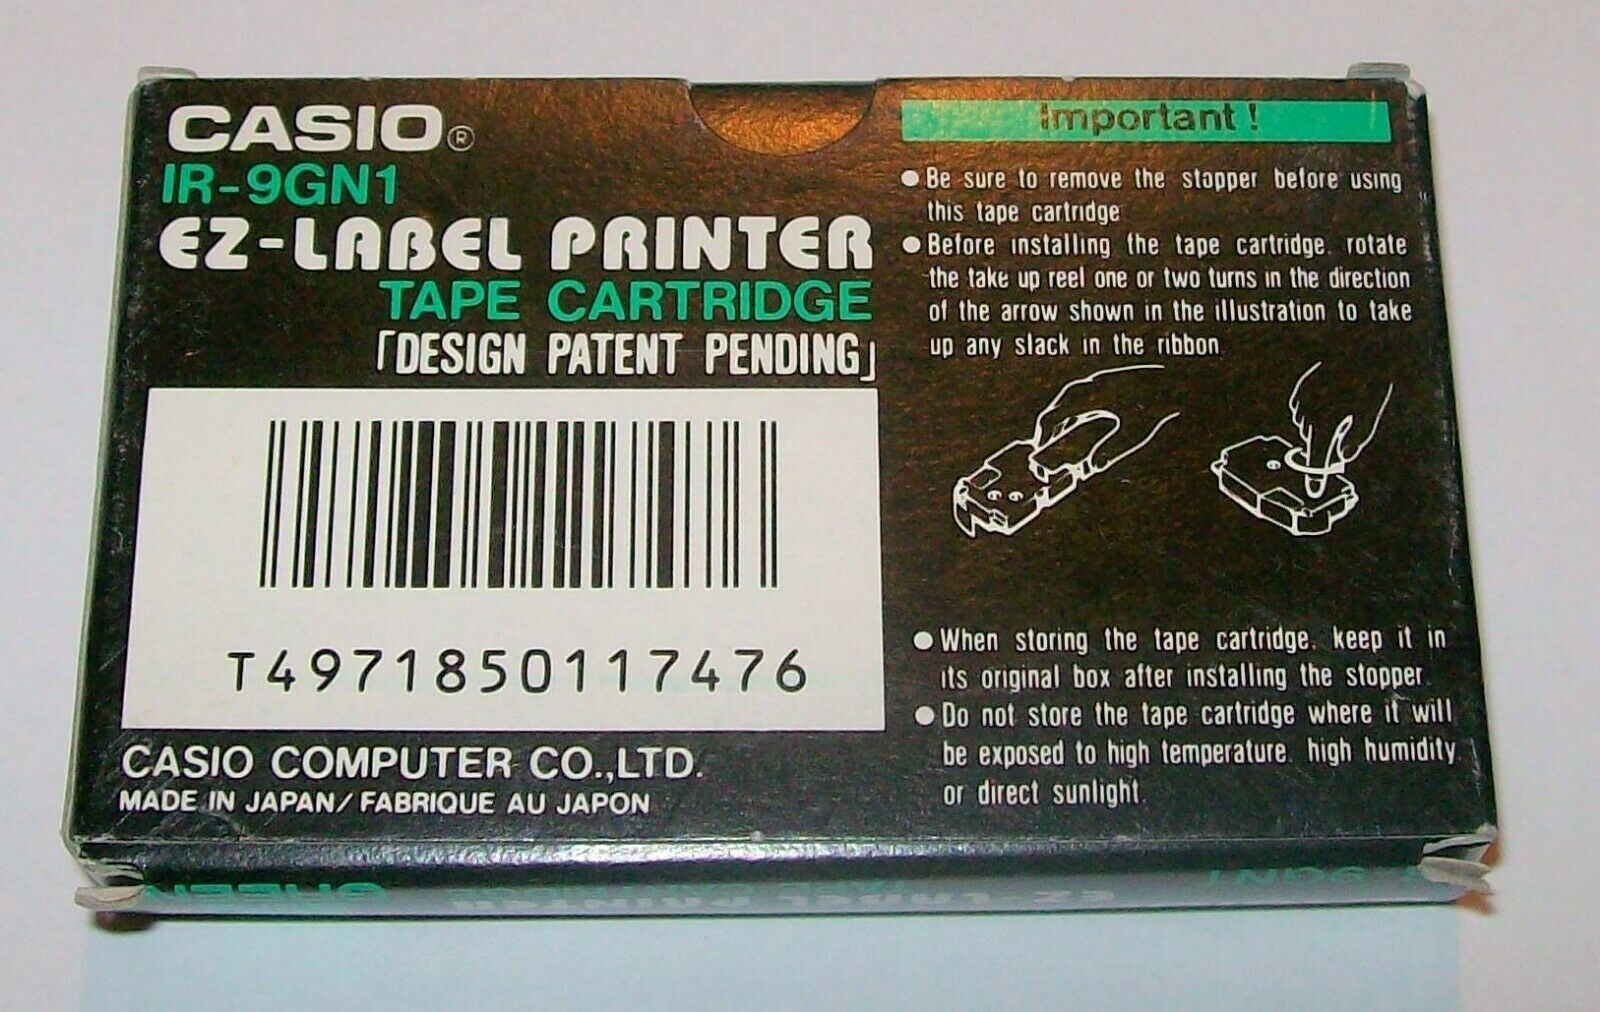 CASIO®
IR-9GN1
EZ-LABEL PRINTER
TAPE CARTRIDGE
「DESIGN PATENT PENDING」
T4971850117476
CASIO COMPUTER CO.,LTD.
MADE IN JAPAN/FABRIQUE AU JAPON
Important !
● Be sure to remove the stopper before using
this tape cartridge
● Before installing the tape cartridge, rotate
the take up reel one or two turns in the direction
of the arrow shown in the illustration to take
up any slack in the ribbon.
● When storing the tape cartridge, keep it in
its original box after installing the stopper.
● Do not store the tape cartridge where it will
be exposed to high temperature, high humidity
or direct sunlight.
GREEN
EZ-LABEL PRINTER